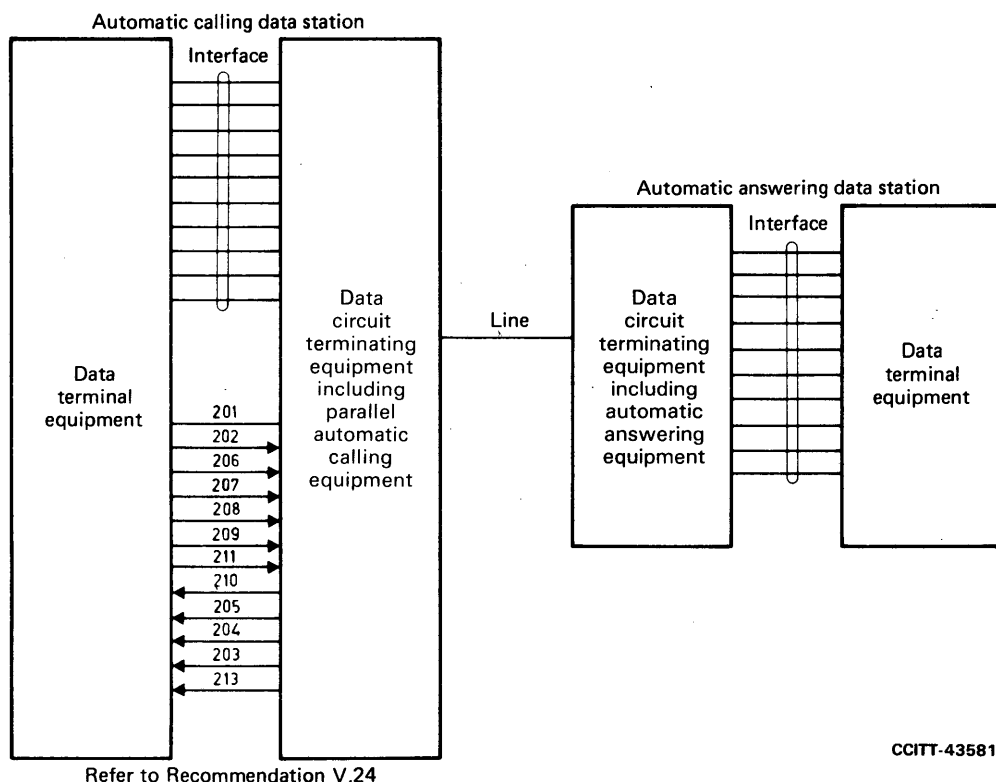 Automatic calling data station
Interface
Data
terminal
equipment
201
202
206
207
208
209
211
210
205
204
203
213
Data
circuit
terminating
equipment
including
parallel
automatic
calling
equipment
Line
Automatic answering data station
Interface
Data
circuit
terminating
equipment
including
automatic
answering
equipment
Data
terminal
equipment
CCITT-43581
Refer to Recommendation V.24